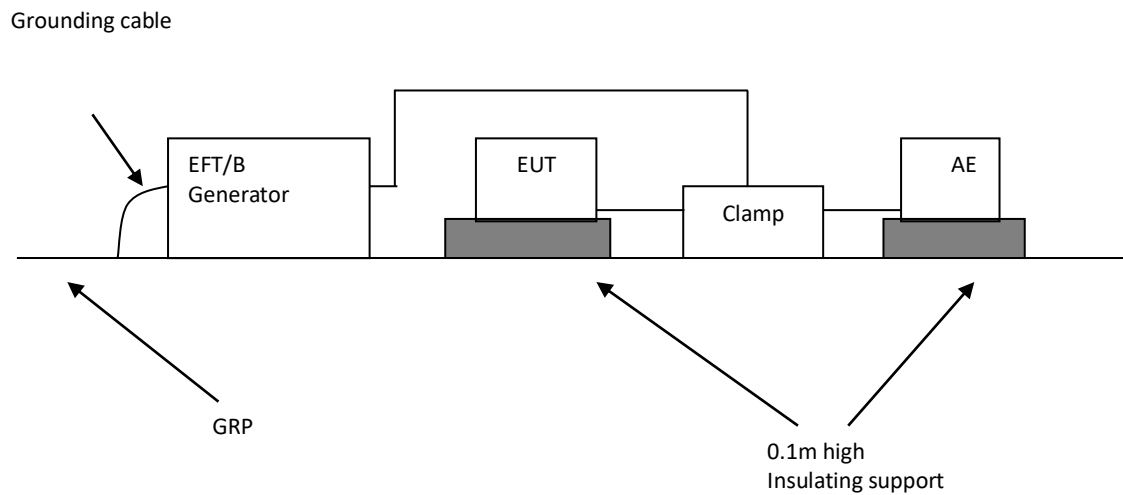 Grounding cable
EFT/B
Generator
EUT
Clamp
AE
GRP
0.1m high
Insulating support